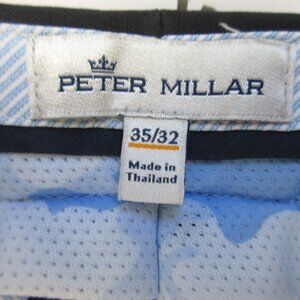 PETER MILLAR
35/32
Made in
Thailand